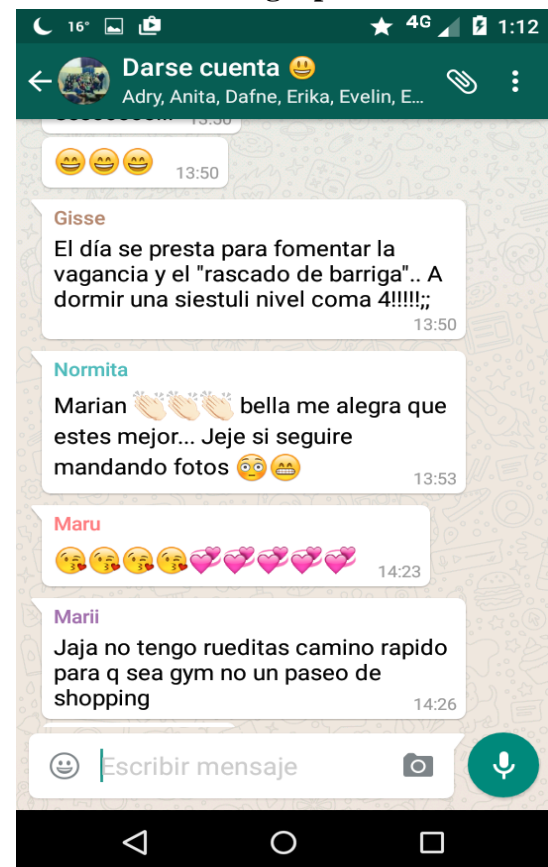 16°
4G
1:12
Darse cuenta 😃
Adry, Anita, Dafne, Erika, Evelin, E...
13:50
😄😄😄 13:50
Gisse
El día se presta para fomentar la
vagancia y el "rascado de barriga".. A
dormir una siestuli nivel coma 4!!!!!;;
13:50
Normita
Marian 👏🏻👏🏻👏🏻 bella me alegra que
estes mejor... Jeje si seguire
mandando fotos 😳😁
13:53
Maru
😘😘😘😘💞💞💞💞💞 14:23
Marii
Jaja no tengo rueditas camino rapido
para q sea gym no un paseo de
shopping
14:26
Escribir mensaje